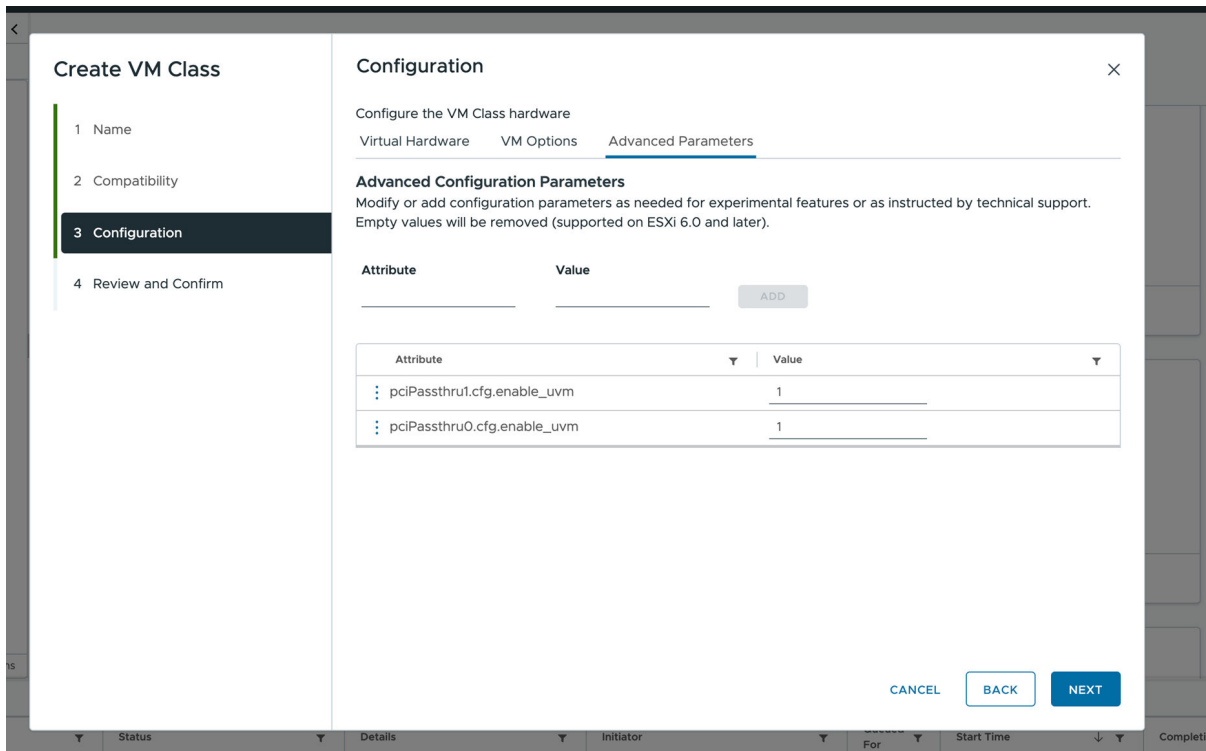 Create VM Class
1 Name
2 Compatibility
3 Configuration
4 Review and Confirm
Configuration
Configure the VM Class hardware
Virtual Hardware VM Options Advanced Parameters
Advanced Configuration Parameters
Modify or add configuration parameters as needed for experimental features or as instructed by technical support.
Empty values will be removed (supported on ESXi 6.0 and later).
Attribute Value
ADD
Attribute Value
pciPassthru1.cfg.enable_uvm 1
pciPassthru0.cfg.enable_uvm 1
CANCEL BACK NEXT
ns
Status Details Initiator For Start Time Completi